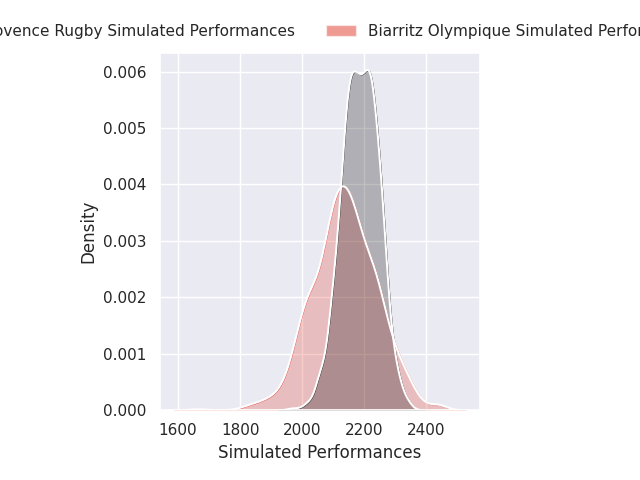 ovence Rugby Simulated Performances
Biarritz Olympique Simulated Perfor
0.006
0.005
0.004
0.003
0.002
0.001
0.000
Density
1600 1800 2000 2200 2400
Simulated Performances